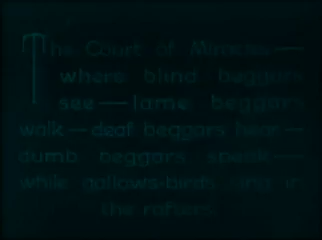 The Court of Miracles —
where blind beggars
see — lame beggars
walk — deaf beggars hear —
dumb beggars speak —
while gallows-birds sing in
the rafters